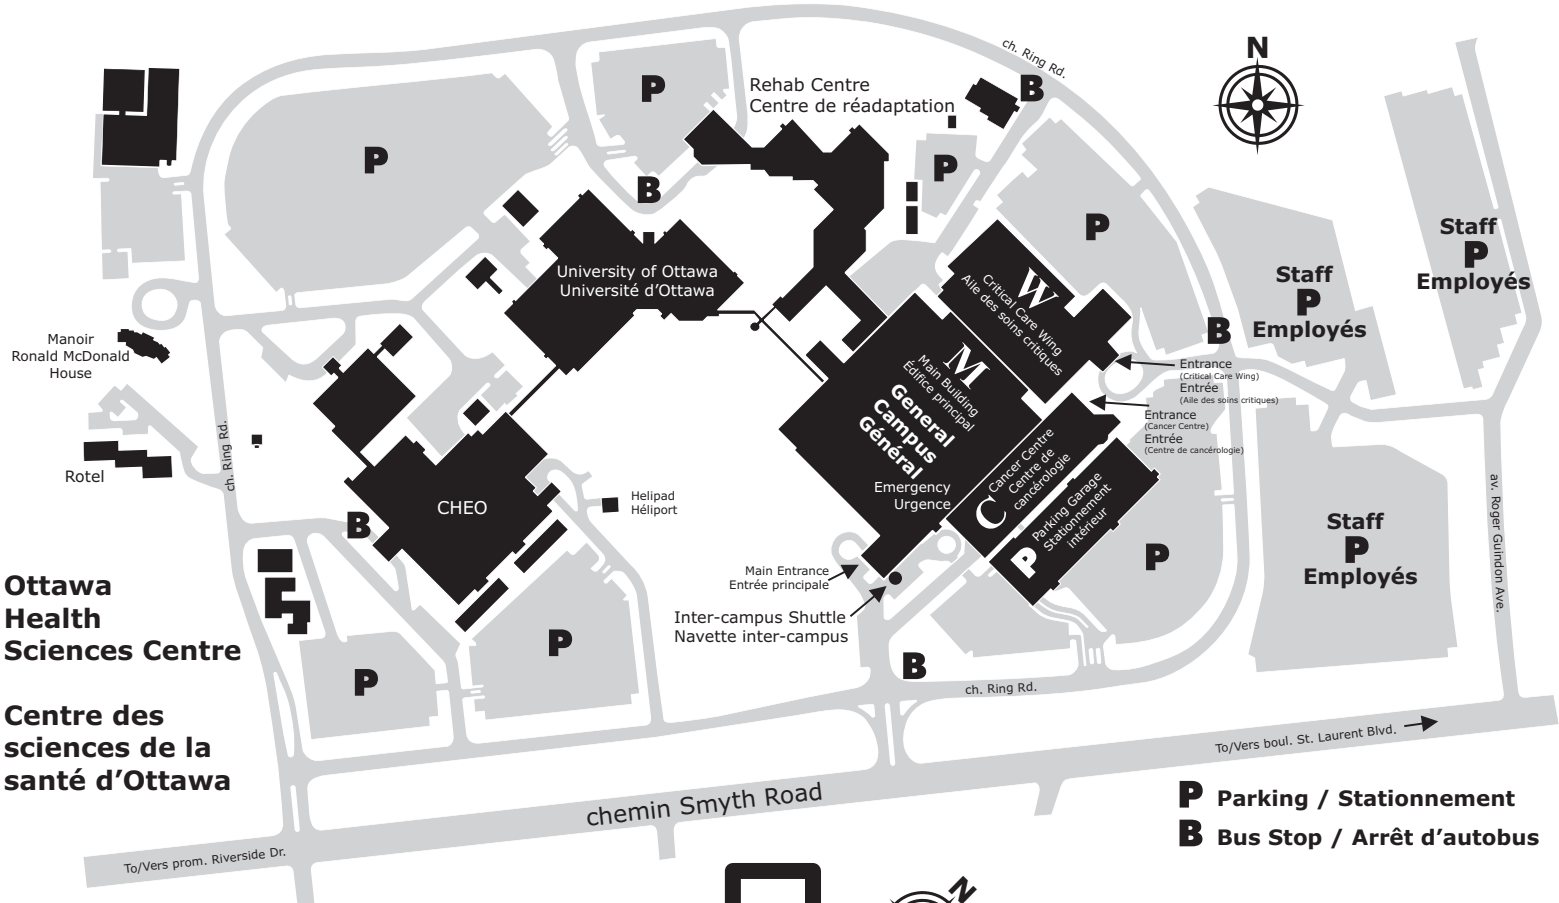 ch. Ring Rd.
N
P
B
Rehab Centre
Centre de réadaptation
P
P
B
P
Staff
P
Employés
Staff
P
Employés
University of Ottawa
Université d’Ottawa
W
Critical Care Wing
Aile des soins critiques
B
Manoir
Ronald McDonald
House
M
Main Building
Édifice principal
General
Campus
Général
Emergency
Urgence
Entrance
(Critical Care Wing)
Entrée
(Aile des soins critiques)
Entrance
(Cancer Centre)
Entrée
(Centre de cancérologie)
ch. Ring Rd.
Rotel
C
Cancer Centre
Centre de
cancérologie
P
Parking Garage
Stationnement
intérieur
CHEO
Helipad
Héliport
B
av. Roger Guindon Ave.
Staff
P
Employés
P
Main Entrance
Entrée principale
Inter-campus Shuttle
Navette inter-campus
Ottawa
Health
Sciences Centre
P
P
B
ch. Ring Rd.
Centre des
sciences de la
santé d’Ottawa
To/Vers boul. St. Laurent Blvd.
chemin Smyth Road
P Parking / Stationnement
B Bus Stop / Arrêt d’autobus
To/Vers prom. Riverside Dr.
N